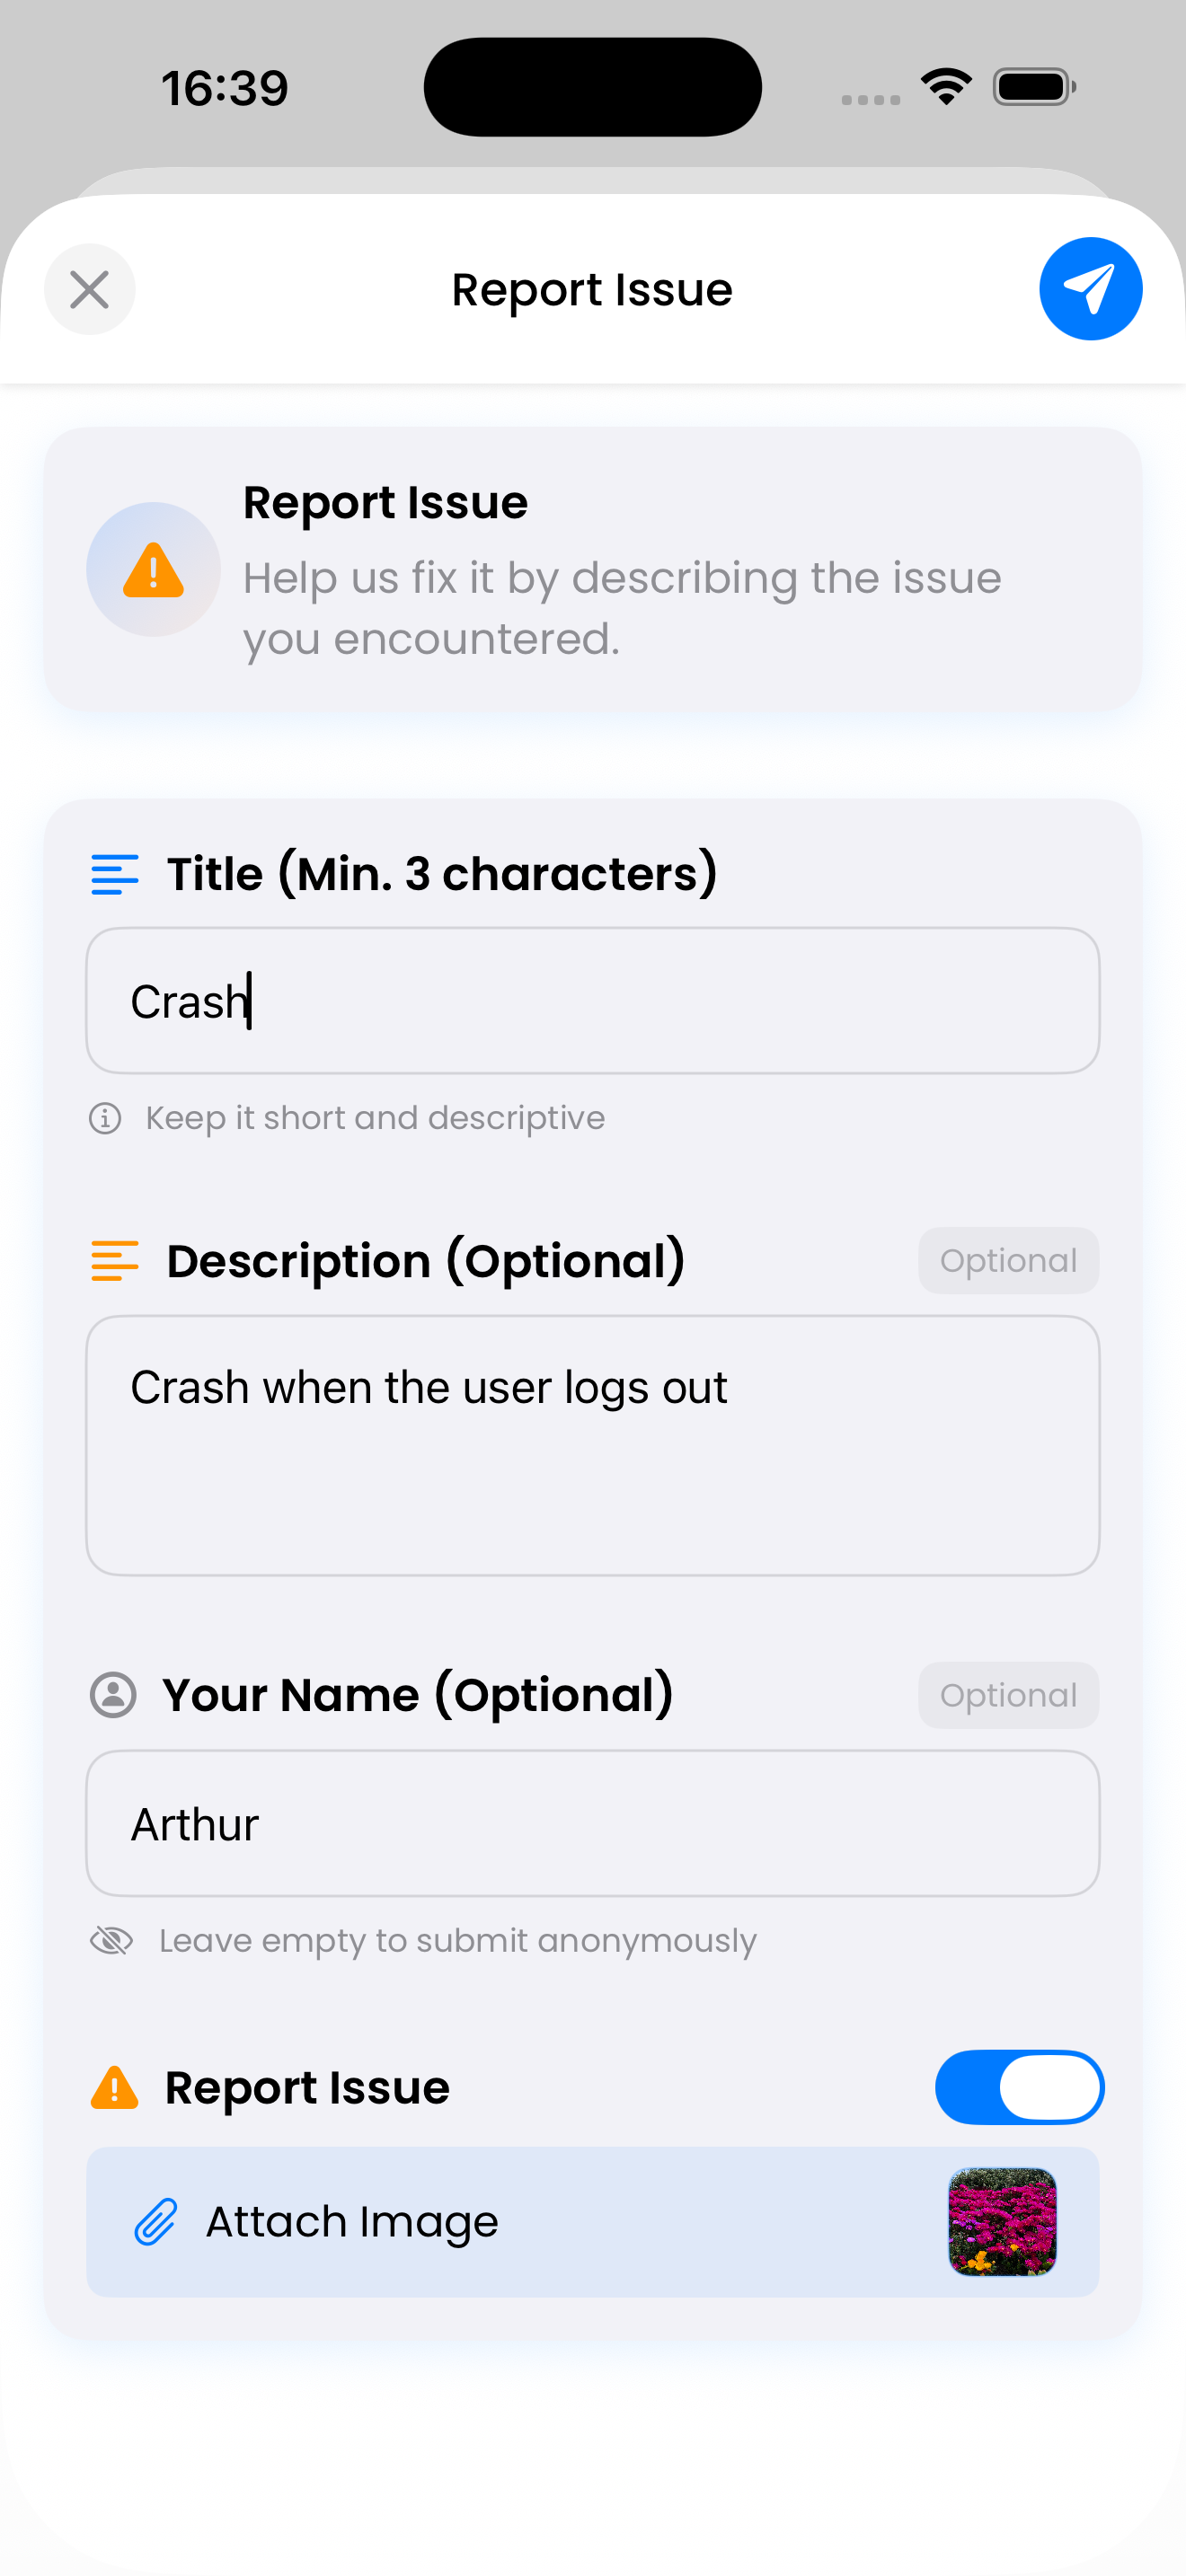 16:39
Report Issue
Report Issue
Help us fix it by describing the issue
you encountered.
Title (Min. 3 characters)
Crash
Keep it short and descriptive
Description (Optional)
Optional
Crash when the user logs out
Your Name (Optional)
Optional
Arthur
Leave empty to submit anonymously
Report Issue
Attach Image